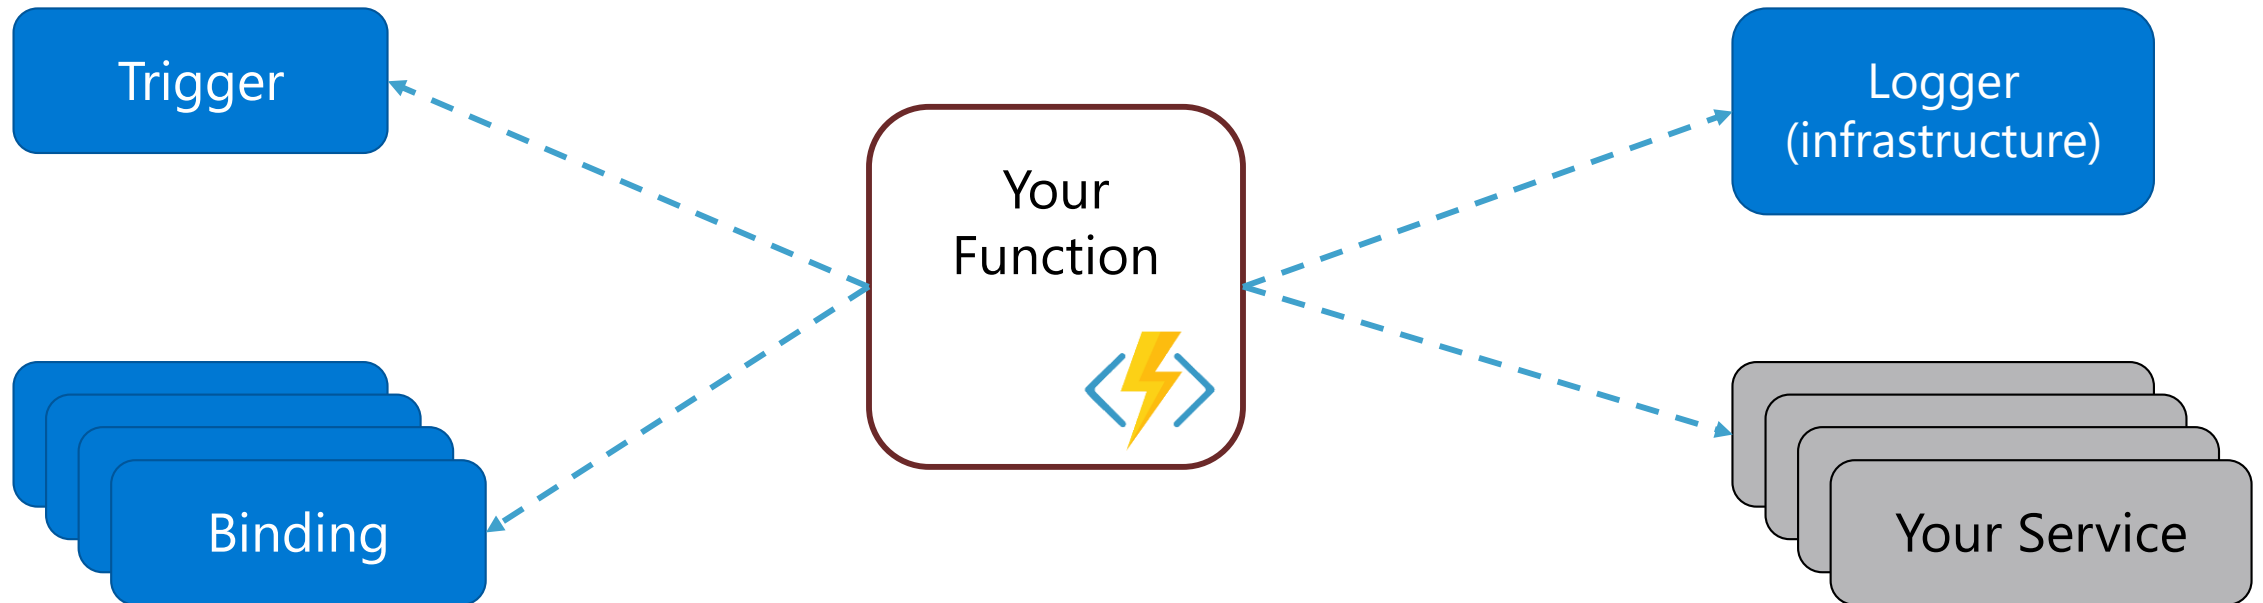 Trigger
Your
Function
Logger
(infrastructure)
Binding
Your Service